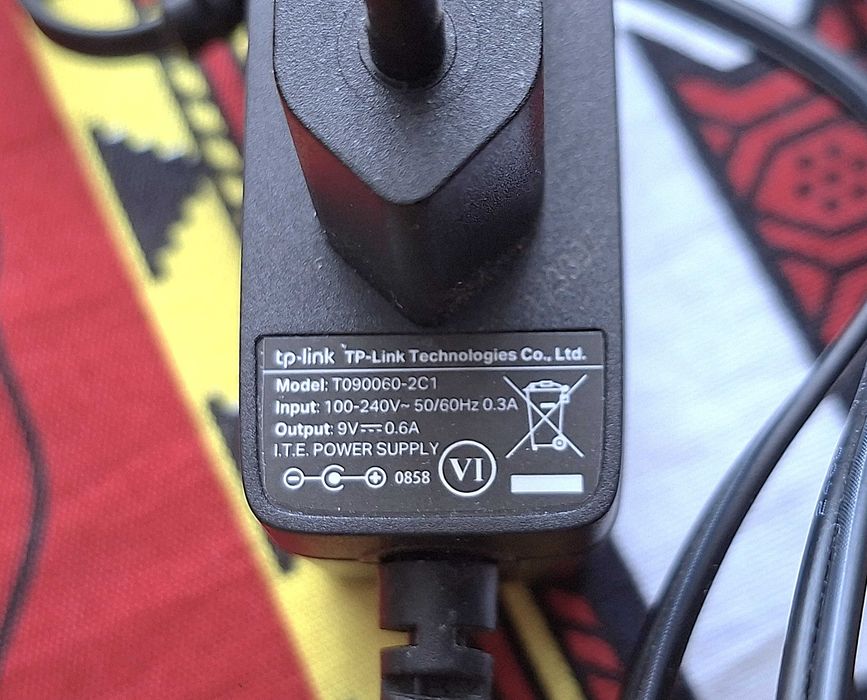 tp-link TP-Link Technologies Co., Ltd.
Model: T090060-2C1
Input: 100-240V~ 50/60Hz 0.3A
Output: 9V⎓0.6A
I.T.E. POWER SUPPLY
0858 VI